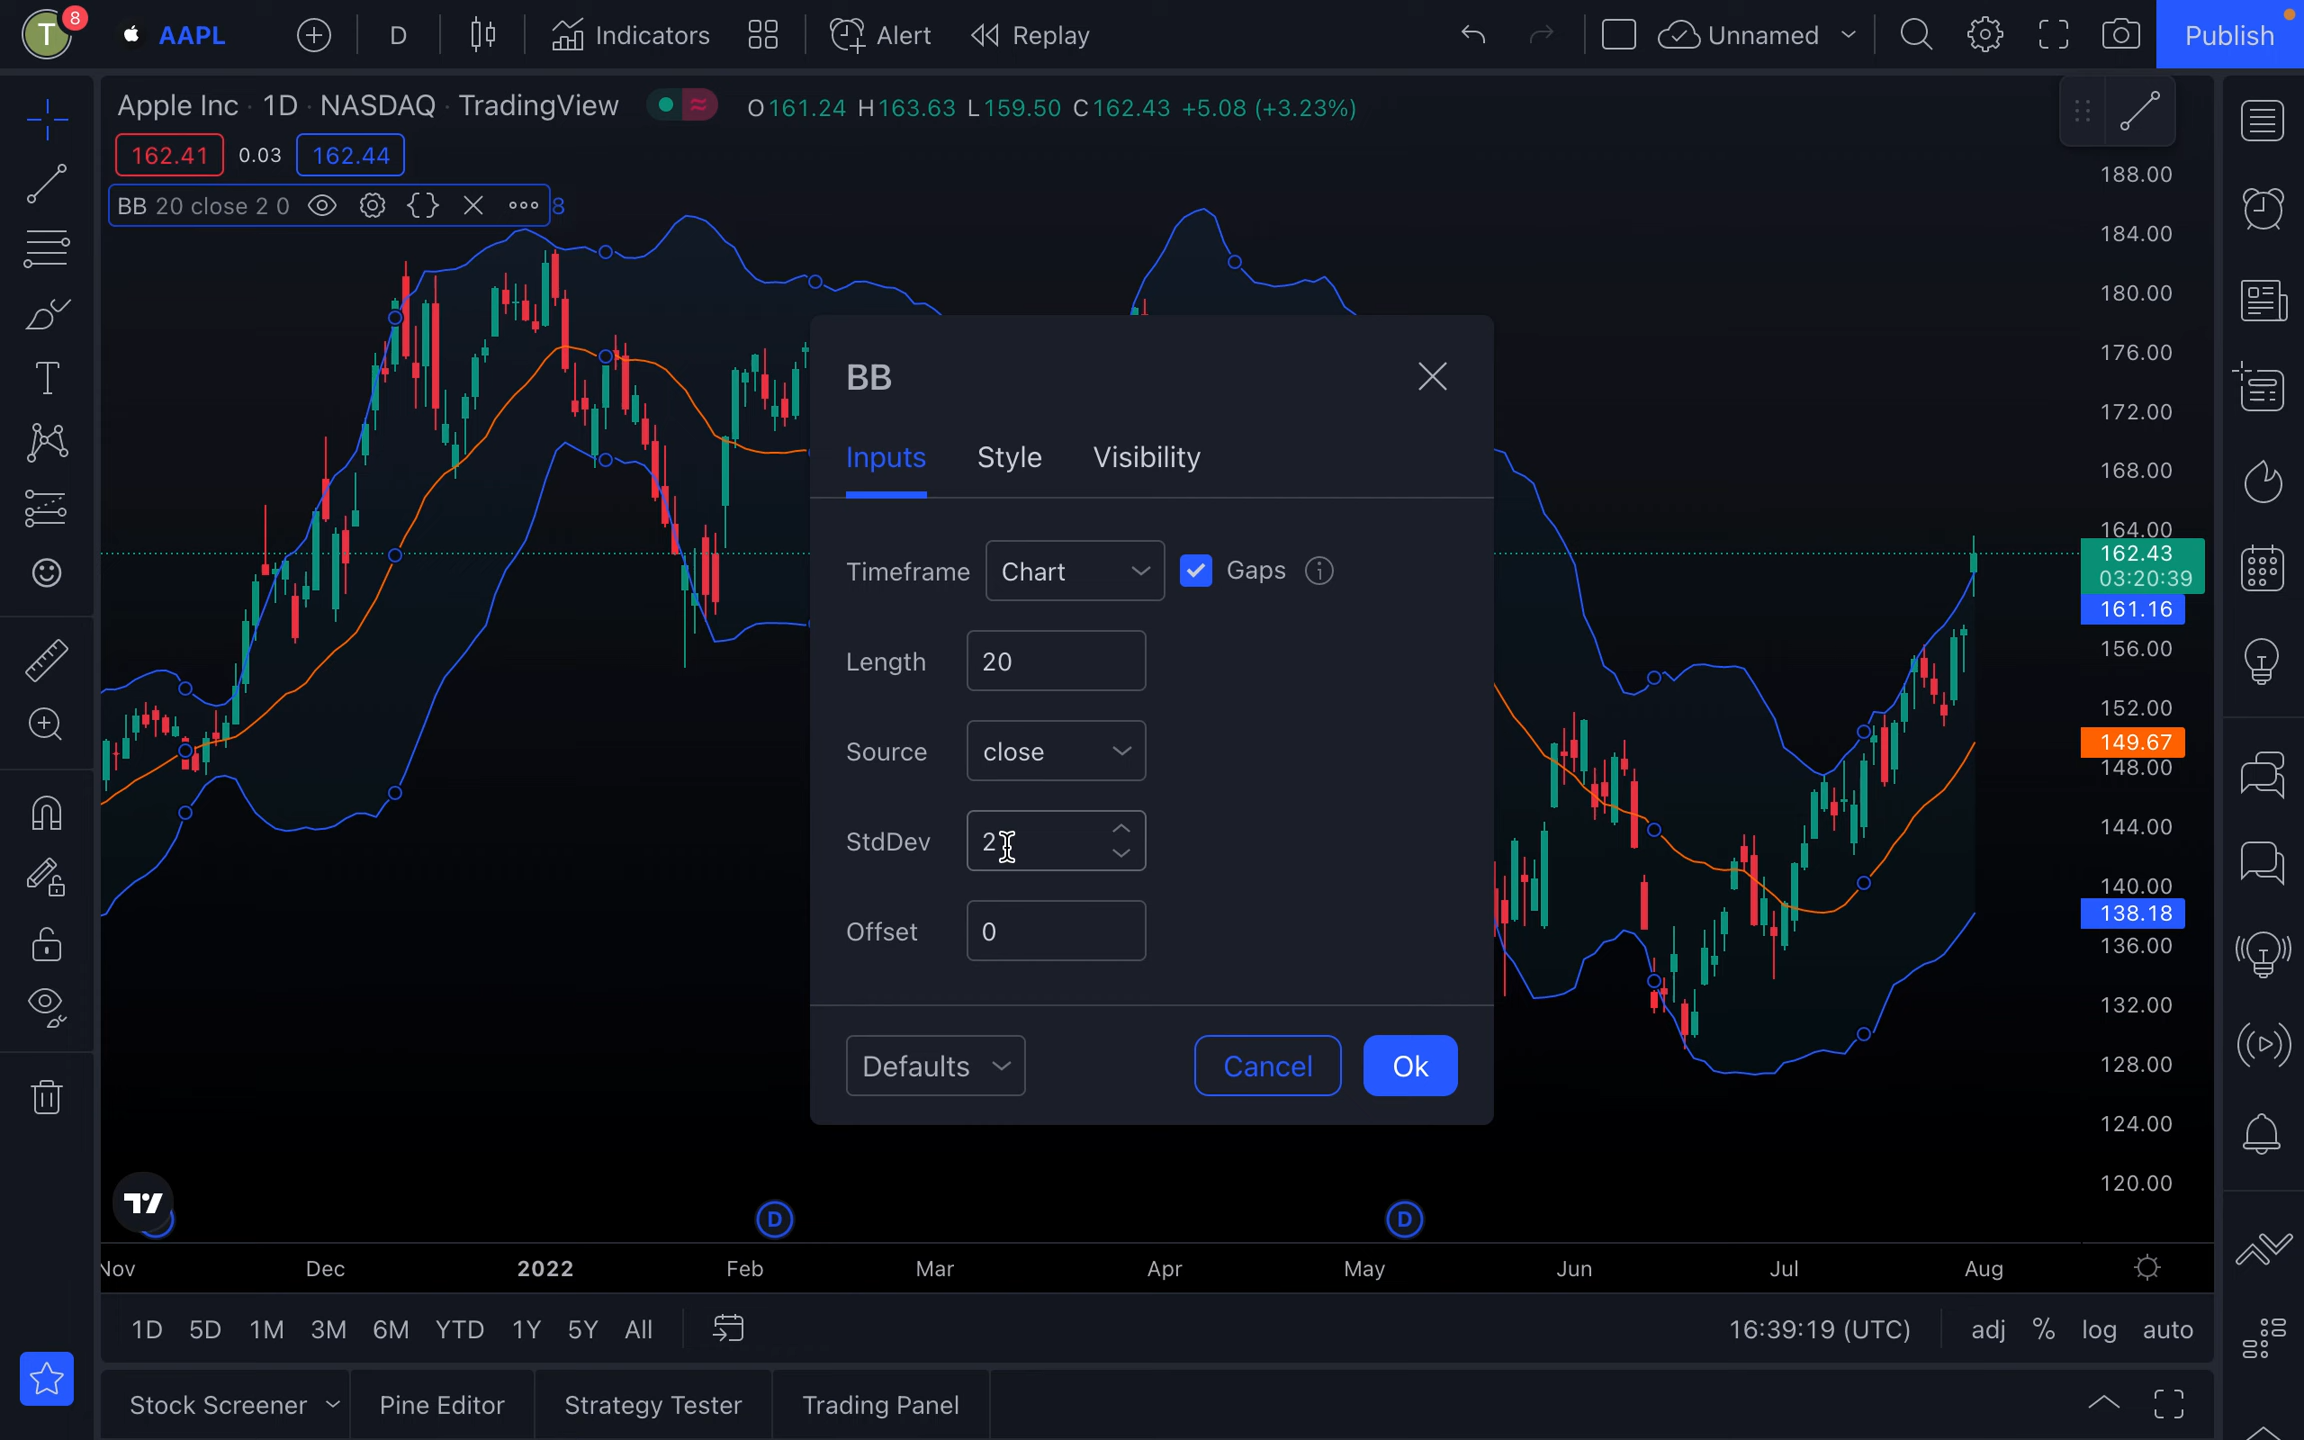 T 8 AAPL D Indicators Alert Replay Unnamed Publish
Apple Inc · 1D · NASDAQ · TradingView O161.24 H163.63 L159.50 C162.43 +5.08 (+3.23%)
162.41 0.03 162.44
BB 20 close 2 0 8
188.00
184.00
180.00
176.00
172.00
168.00
164.00
162.43
03:20:39
161.16
156.00
152.00
149.67
148.00
144.00
140.00
138.18
136.00
132.00
128.00
124.00
120.00
BB
Inputs Style Visibility
Timeframe Chart Gaps
Length 20
Source close
StdDev 2
Offset 0
Defaults Cancel Ok
D D
Nov Dec 2022 Feb Mar Apr May Jun Jul Aug
1D 5D 1M 3M 6M YTD 1Y 5Y All 16:39:19 (UTC) adj % log auto
Stock Screener Pine Editor Strategy Tester Trading Panel